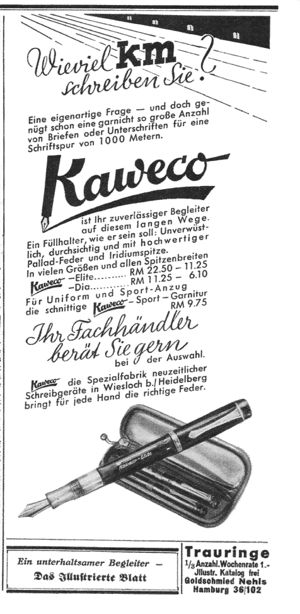 Wieviel km
schreiben Sie?
Eine eigenartige Frage — und doch ge-
nügt schon eine garnicht so große Anzahl
von Briefen oder Unterschriften für eine
Schriftspur von 1000 Metern.
Kaweco
ist Ihr zuverlässiger Begleiter
auf diesem langen Wege.
Ein Füllhalter, wie er sein soll: Unverwüst-
lich, durchsichtig und mit hochwertiger
Pallad-Feder und Iridiumspitze.
In vielen Größen und allen Spitzenbreiten
Kaweco—Elite.......... RM 22.50 – 11.25
Kaweco—Dia............ RM 11.25 – 6.10
Für Uniform und Sport-Anzug
die schnittige Kaweco—Sport—Garnitur
RM 9.75
Ihr Fachhändler
berät Sie gern
bei der Auswahl.
Kaweco die Spezialfabrik neuzeitlicher
Schreibgeräte in Wiesloch b./Heidelberg
bringt für jede Hand die richtige Feder.
Kaweco-Elite
Ein unterhaltsamer Begleiter —
Das Illustrierte Blatt
Trauringe
1/3 Anzahl. Wochenrate 1.-
Jllustr. Katalog frei
Goldschmied Nehls
Hamburg 36/102